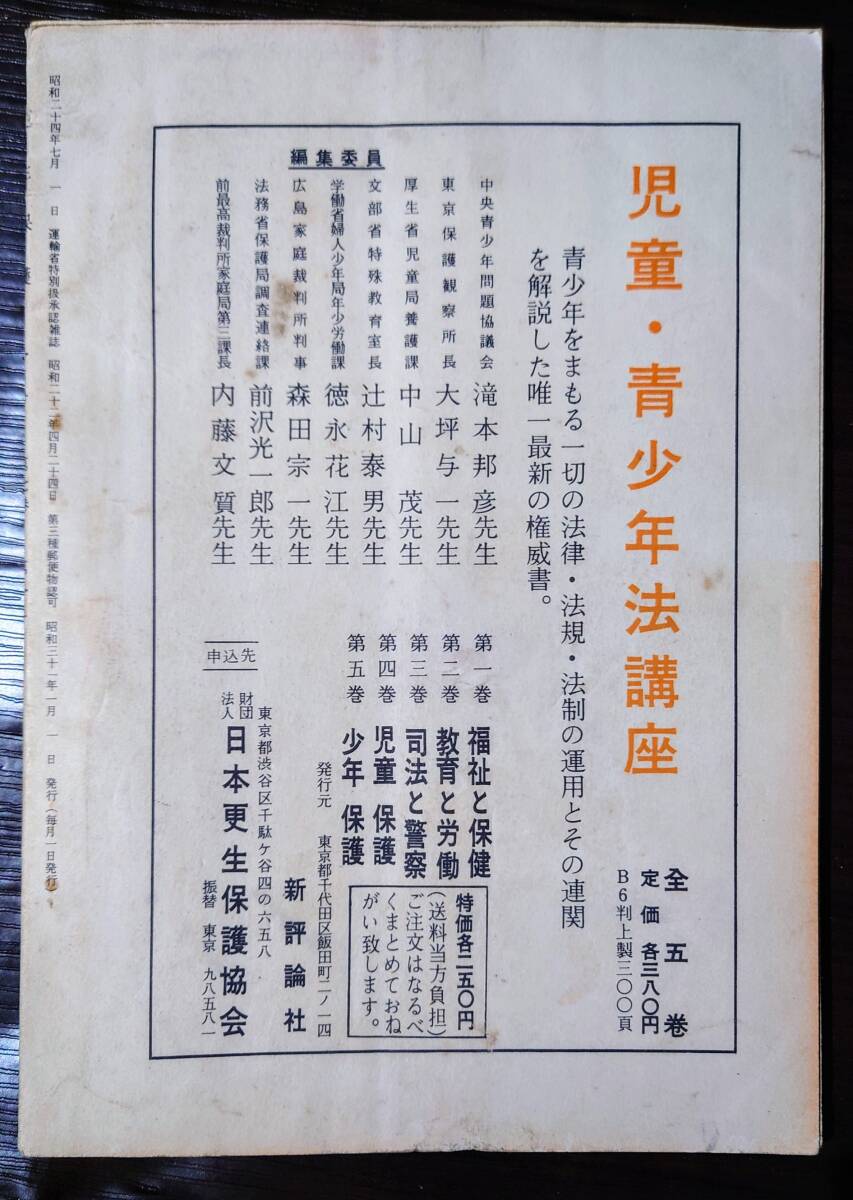 児童・青少年法講座
全五巻
定価 各三八〇円
B6判上製三〇〇頁
青少年をまもる一切の法律・法規・法制の運用とその連関
を解説した唯一最新の権威書。
編集委員
中央青少年問題協議会 滝本邦彦先生
東京保護観察所長 大坪与一先生
厚生省児童局養護課 中山茂先生
文部省特殊教育室長 辻村泰男先生
労働省婦人少年局年少労働課 徳永花江先生
広島家庭裁判所判事 森田宗一先生
法務省保護局調査連絡課 前沢光一郎先生
前最高裁判所家庭局第三課長 内藤文質先生
第一巻 福祉と保健
第二巻 教育と労働
第三巻 司法と警察
第四巻 児童保護
第五巻 少年保護
特価各二五〇円
(送料当方負担)
ご注文はなるべ
くまとめておね
がい致します。
発行元 東京都千代田区飯田町二ノ一四
新評論社
申込先
東京都渋谷区千駄ケ谷四の六五八
財団法人 日本更生保護協会
振替 東京 九八五八一
昭和二十四年七月一日 運輸省特別扱承認雑誌 昭和二十二年四月二十四日 第三種郵便物認可 昭和三十一年一月一日 発行(毎月一日発行)